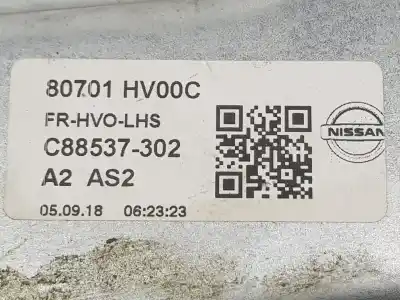 80701 HV00C
FR-HVO-LHS
C88537-302
NISSAN
A2 AS2
05.09.18 06:23:23